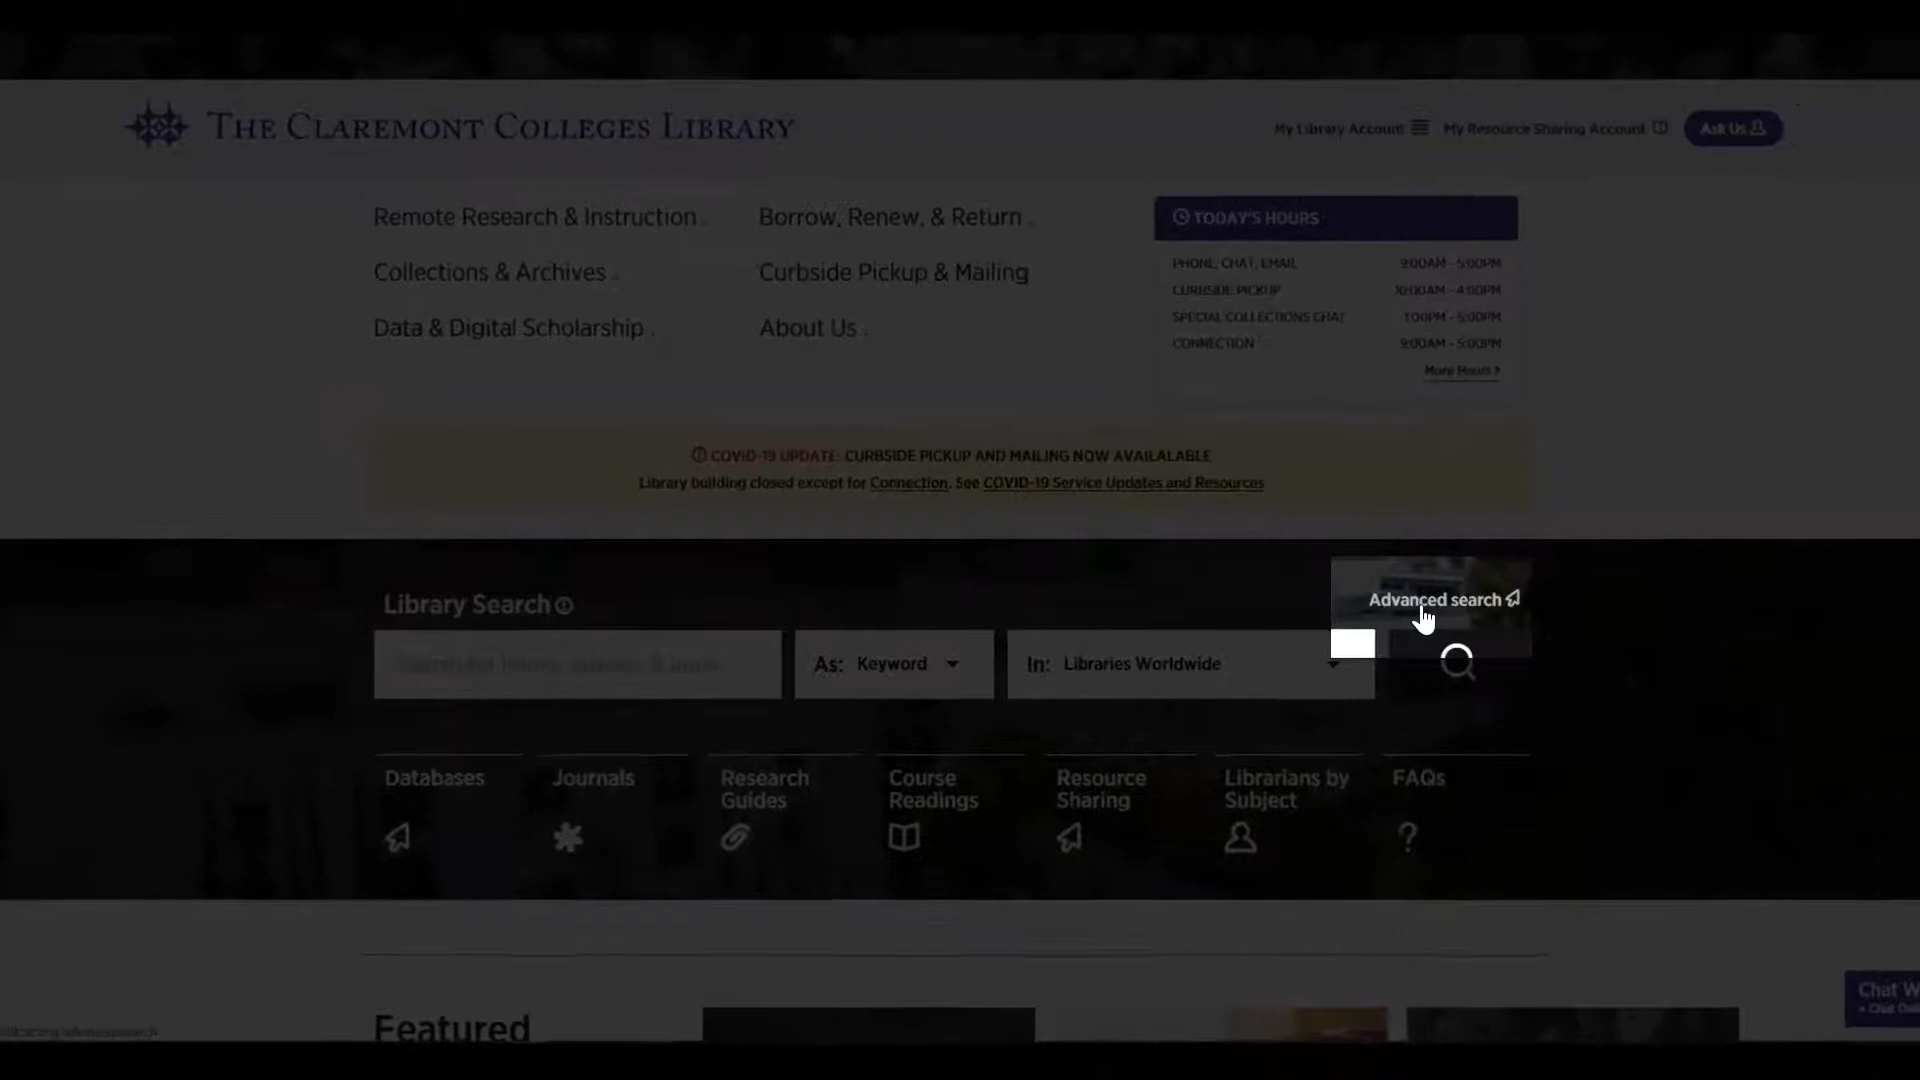 THE CLAREMONT COLLEGES LIBRARY
My Library Account
My Resource Sharing Account
Ask Us
Remote Research & Instruction
Borrow, Renew, & Return
Collections & Archives
Curbside Pickup & Mailing
Data & Digital Scholarship
About Us
TODAY'S HOURS
PHONE, CHAT, EMAIL 9:00AM - 5:00PM
CURBSIDE PICKUP 10:00AM - 4:00PM
SPECIAL COLLECTIONS CHAT 1:00PM - 5:00PM
CONNECTION 9:00AM - 5:00PM
More Hours >
COVID-19 UPDATE: CURBSIDE PICKUP AND MAILING NOW AVAILALABLE
Library building closed except for Connection. See COVID-19 Service Updates and Resources
Library Search
Advanced search
As: Keyword
In: Libraries Worldwide
Databases
Journals
Research
Guides
Course
Readings
Resource
Sharing
Librarians by
Subject
FAQs
Featured
Chat W